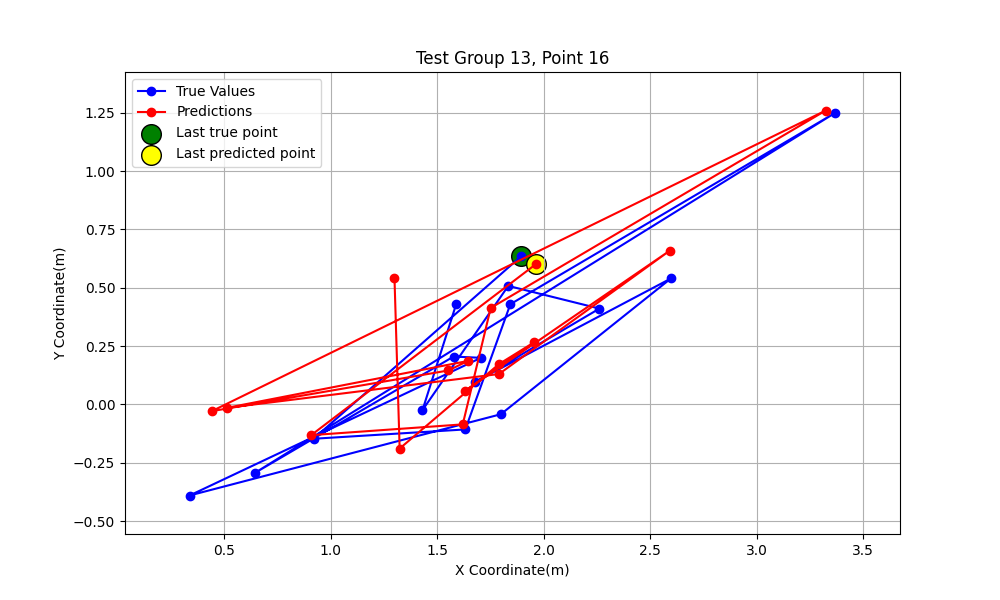 Test Group 13, Point 16
True Values
Predictions
Last true point
Last predicted point
1.25
1.00
0.75
0.50
0.25
0.00
−0.25
−0.50
Y Coordinate(m)
0.5 1.0 1.5 2.0 2.5 3.0 3.5
X Coordinate(m)